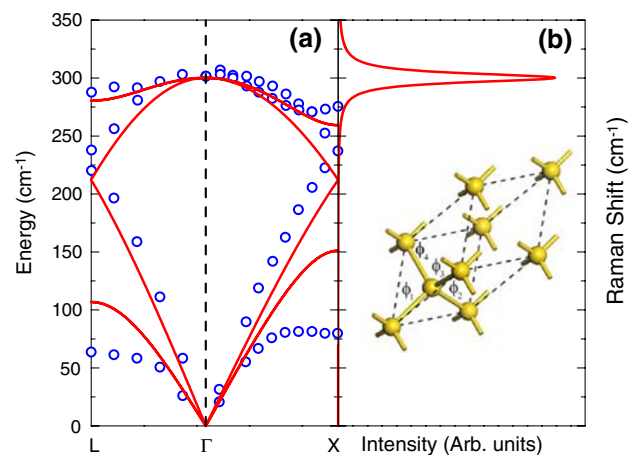 350
300
250
200
150
100
50
0
Energy (cm⁻¹)
(a)
L
Γ
X
(b)
ϕ₄
ϕ₃
ϕ₁
ϕ₂
Intensity (Arb. units)
Raman Shift (cm⁻¹)